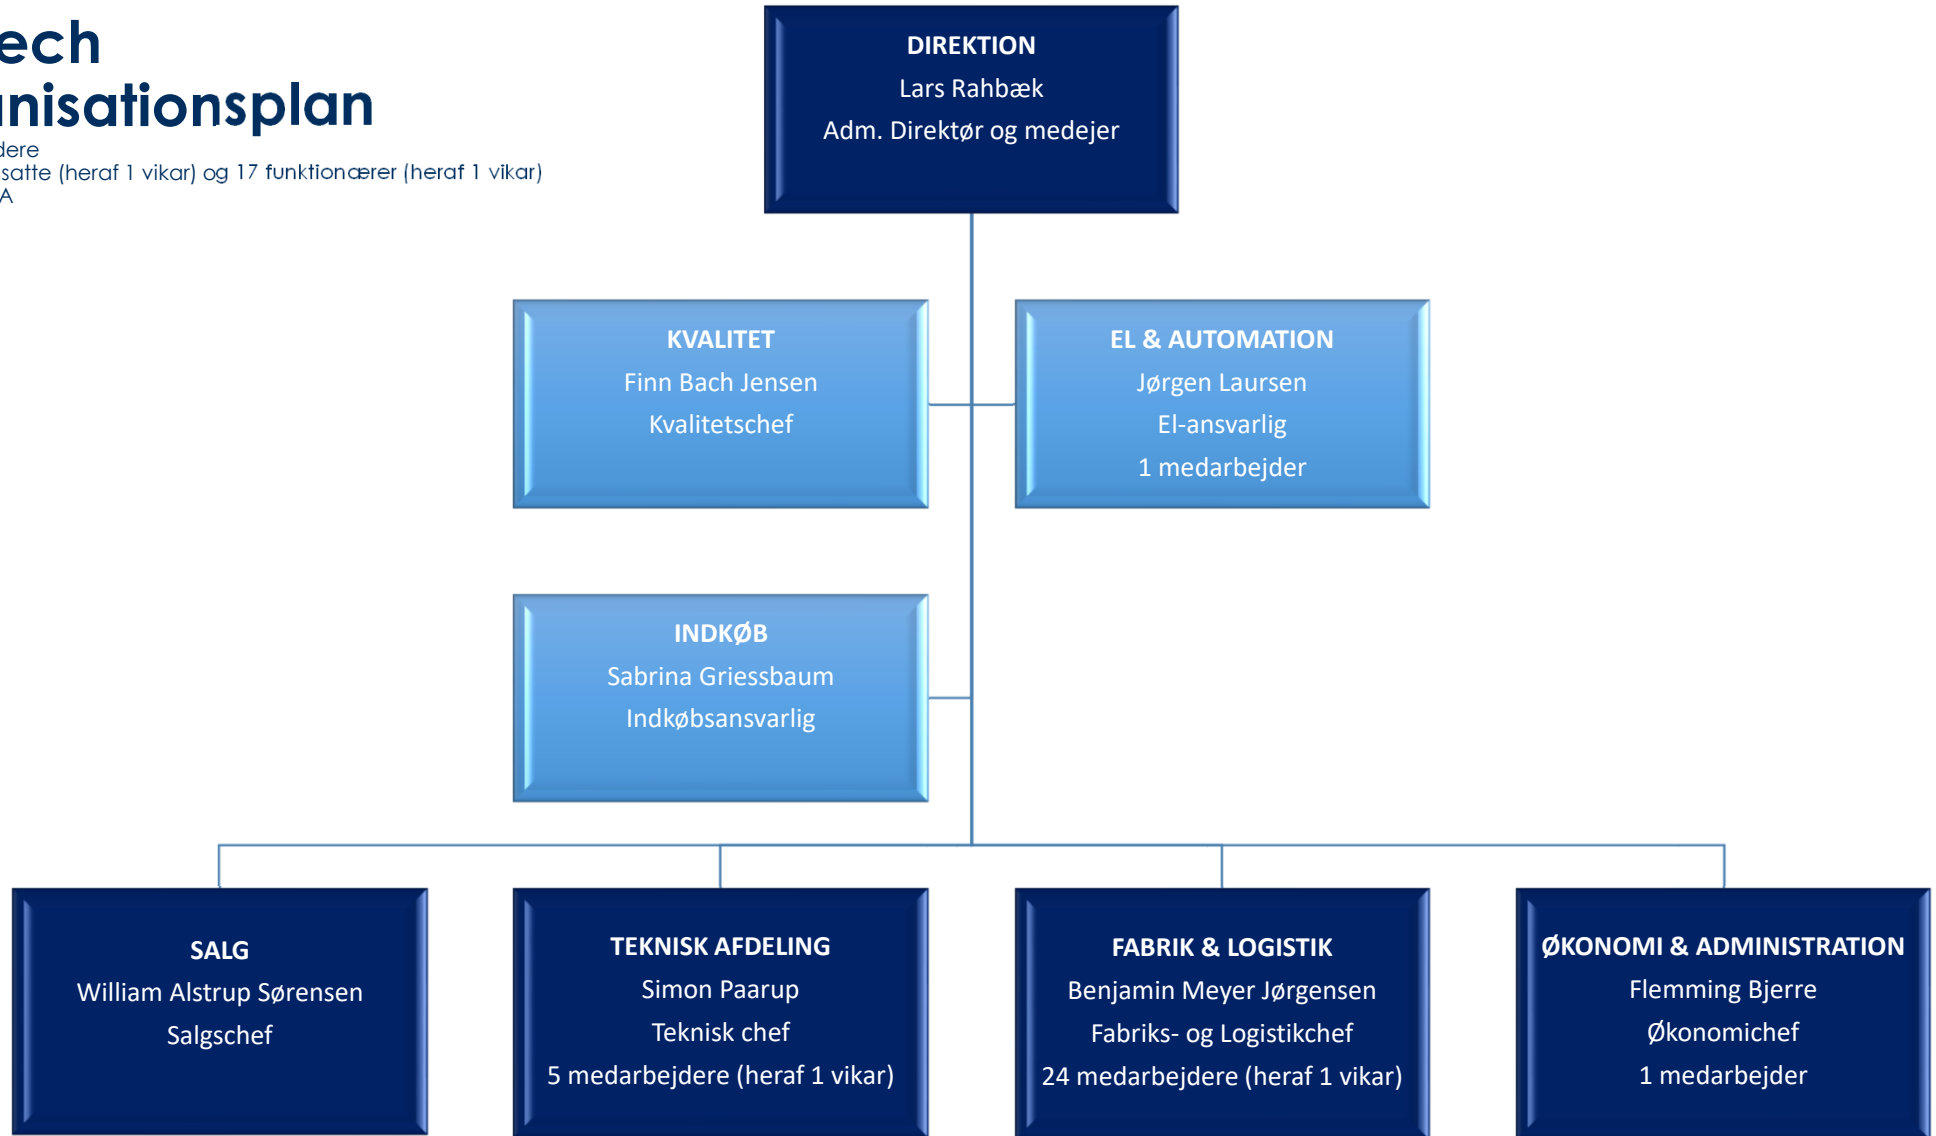 ech
nisationsplan
dere
satte (heraf 1 vikar) og 17 funktionærer (heraf 1 vikar)
A
DIREKTION
Lars Rahbæk
Adm. Direktør og medejer
KVALITET
Finn Bach Jensen
Kvalitetschef
EL & AUTOMATION
Jørgen Laursen
El-ansvarlig
1 medarbejder
INDKØB
Sabrina Griessbaum
Indkøbsansvarlig
SALG
William Alstrup Sørensen
Salgschef
TEKNISK AFDELING
Simon Paarup
Teknisk chef
5 medarbejdere (heraf 1 vikar)
FABRIK & LOGISTIK
Benjamin Meyer Jørgensen
Fabriks- og Logistikchef
24 medarbejdere (heraf 1 vikar)
ØKONOMI & ADMINISTRATION
Flemming Bjerre
Økonomichef
1 medarbejder